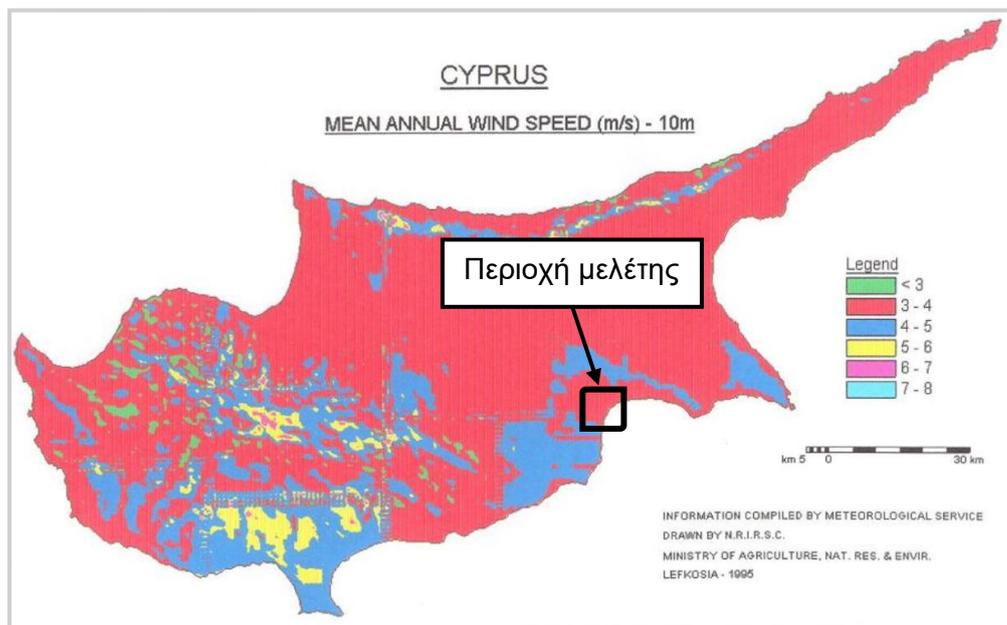 CYPRUS
MEAN ANNUAL WIND SPEED (m/s) - 10m
Περιοχή μελέτης
Legend
< 3
3 - 4
4 - 5
5 - 6
6 - 7
7 - 8
km 5 0 30 km
INFORMATION COMPILED BY METEOROLOGICAL SERVICE
DRAWN BY N.R.I.R.S.C.
MINISTRY OF AGRICULTURE, NAT. RES. & ENVIR.
LEFKOSIA - 1995